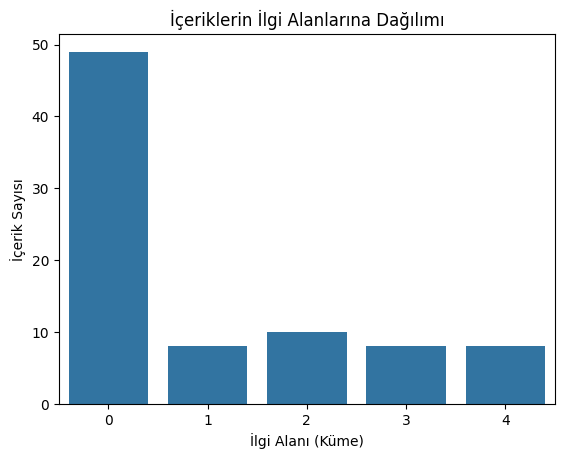 İçeriklerin İlgi Alanlarına Dağılımı
50
40
30
20
10
0
İçerik Sayısı
0 1 2 3 4
İlgi Alanı (Küme)